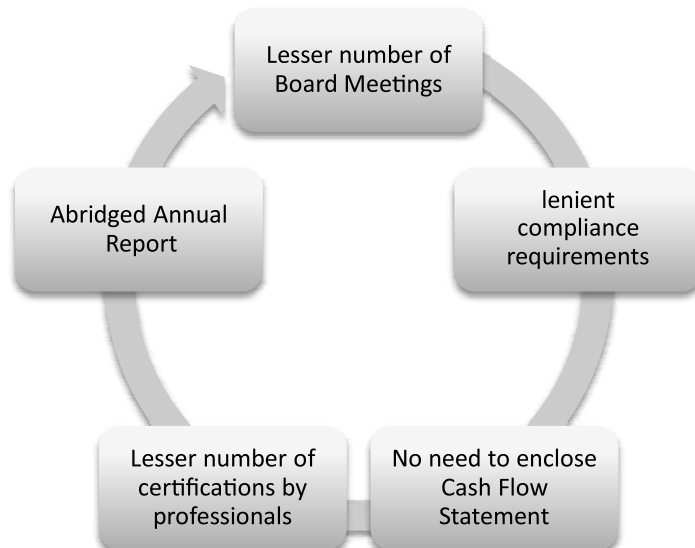 Lesser number of
Board Meetings
lenient
compliance
requirements
No need to enclose
Cash Flow
Statement
Lesser number of
certifications by
professionals
Abridged Annual
Report